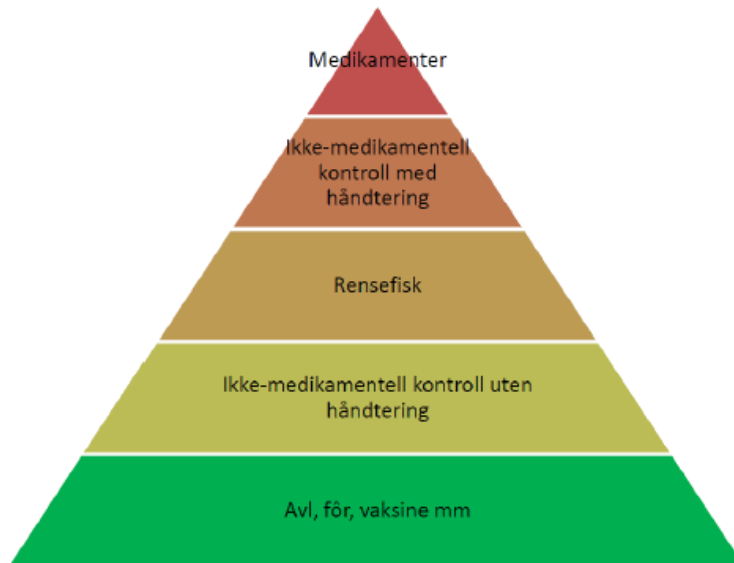 Medikamenter
Ikke-medikamentell
kontroll med
håndtering
Rensefisk
Ikke-medikamentell kontroll uten
håndtering
Avl, fôr, vaksine mm